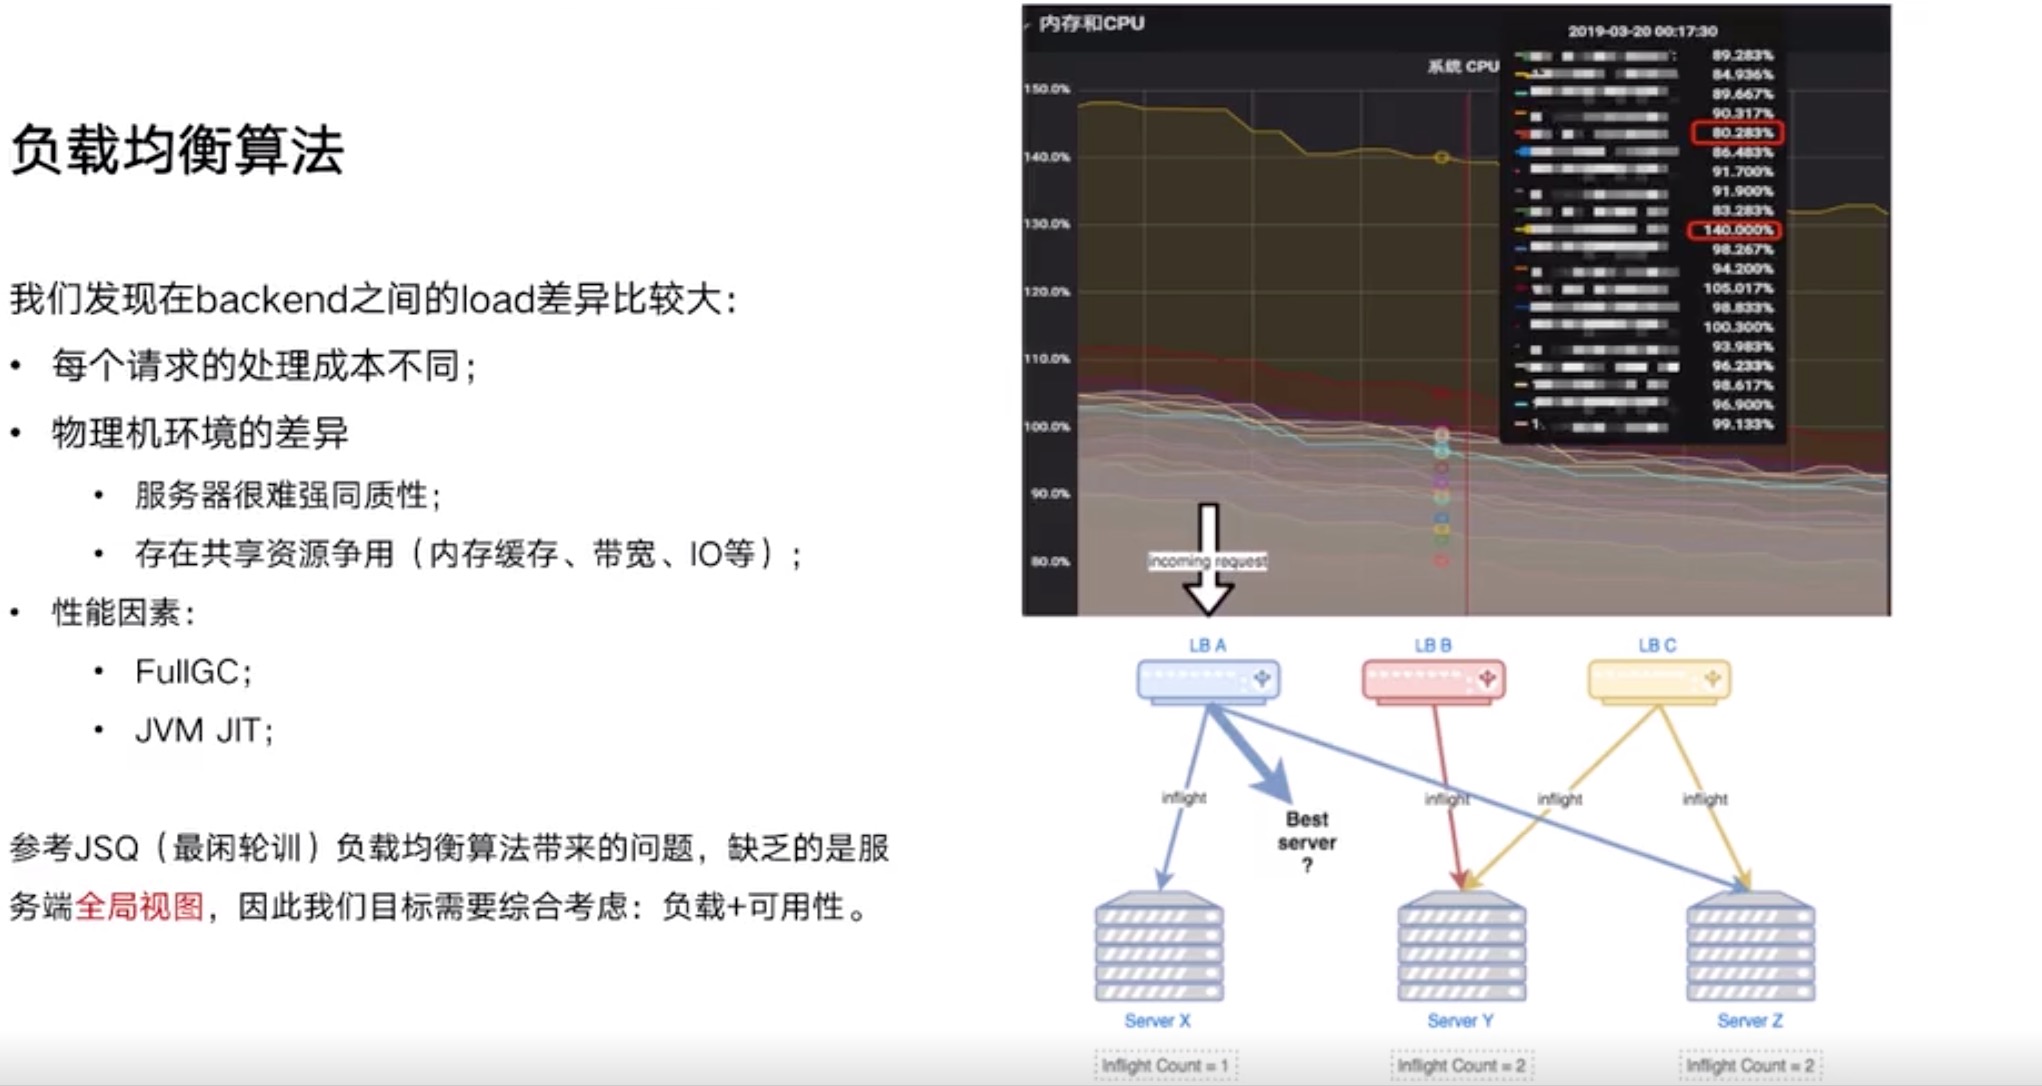 负载均衡算法
我们发现在backend之间的load差异比较大：
• 每个请求的处理成本不同；
• 物理机环境的差异
• 服务器很难强同质性；
• 存在共享资源争用（内存缓存、带宽、IO等）；
• 性能因素：
• FullGC；
• JVM JIT；
参考JSQ（最闲轮训）负载均衡算法带来的问题，缺乏的是服
务端全局视图，因此我们目标需要综合考虑：负载+可用性。
内存和CPU
系统 CPU
2019-03-20 00:17:30
89.283%
84.936%
89.667%
90.317%
80.283%
86.483%
91.700%
91.900%
83.283%
140.000%
98.267%
94.200%
105.017%
98.833%
100.300%
93.983%
96.233%
98.617%
96.900%
99.133%
150.0%
140.0%
130.0%
120.0%
110.0%
100.0%
90.0%
80.0%
incoming request
LB A
LB B
LB C
inflight
inflight
inflight
inflight
Best
server
?
Server X
Server Y
Server Z
Inflight Count = 1
Inflight Count = 2
Inflight Count = 2